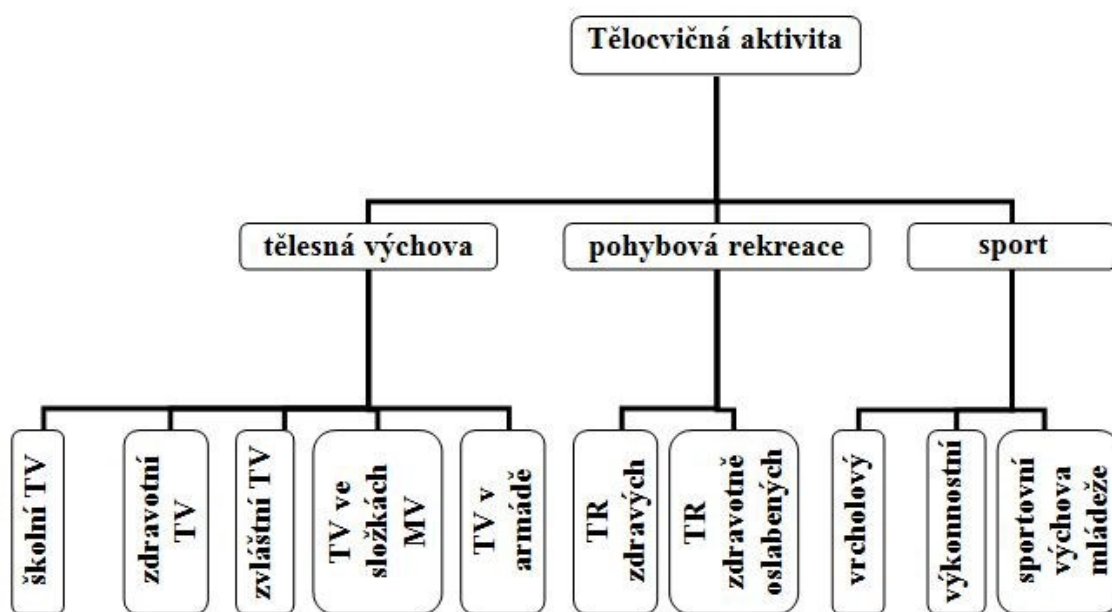 Tělocvičná aktivita
tělesná výchova
pohybová rekreace
sport
školní TV
zdravotní
TV
zvláštní TV
TV ve
složkách
MV
TV v
armádě
TR
zdravých
TR
zdravotně
oslabených
vrcholový
výkonnostní
sportovní
výchova
mládeže